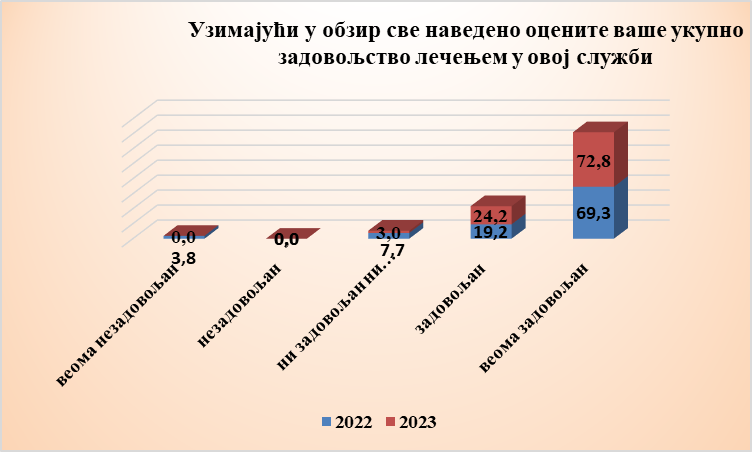 Узимајући у обзир све наведено оцените ваше укупно
задовољство лечењем у овој служби
0,0
3,8
0,0
3,0
7,7
24,2
19,2
72,8
69,3
веома незадовољан
незадовољан
ни задовољан ни…
задовољан
веома задовољан
2022
2023